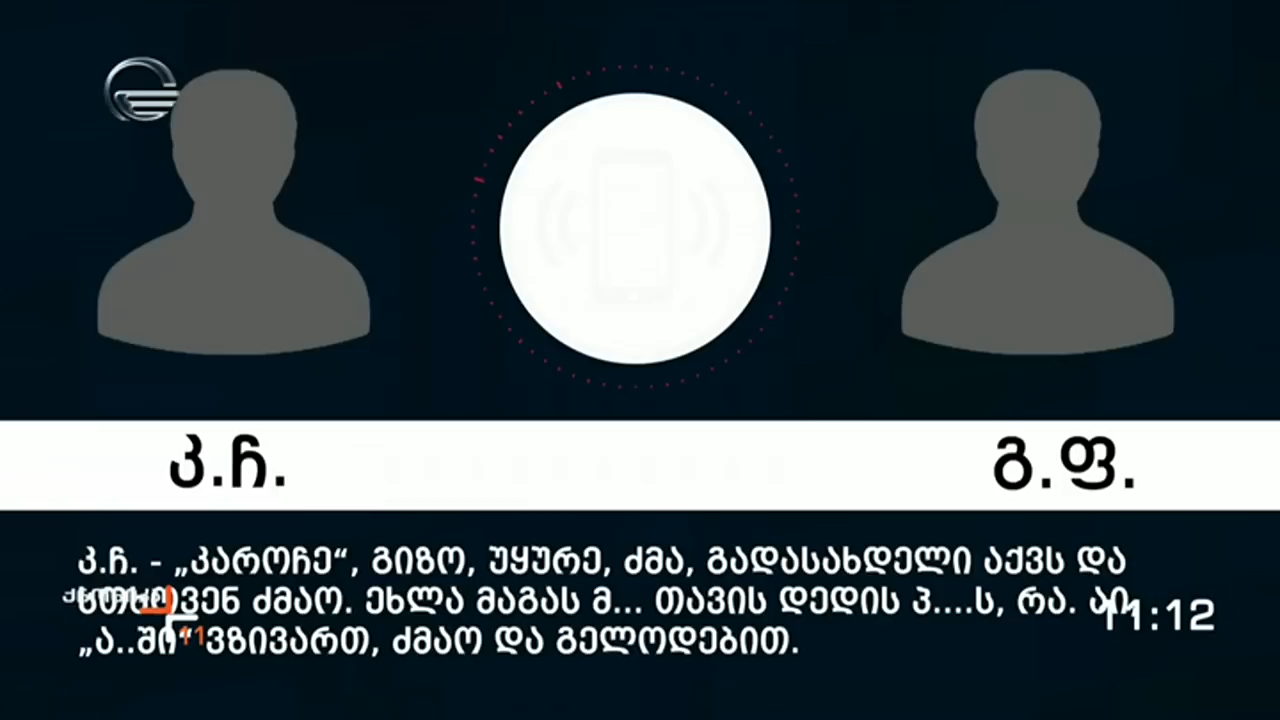 პ.ჩ.
გ.ფ.
პ.ჩ. - „კაროჩე“, გიზო, უყურე, ძმა, გადასახდელი აქვს და
ძმაო. ეხლა მაგას მ... თავის დედის პ....ს, რა. აი,
„ა..ში“ ვზივართ, ძმაო და გელოდებით.
11
11:12